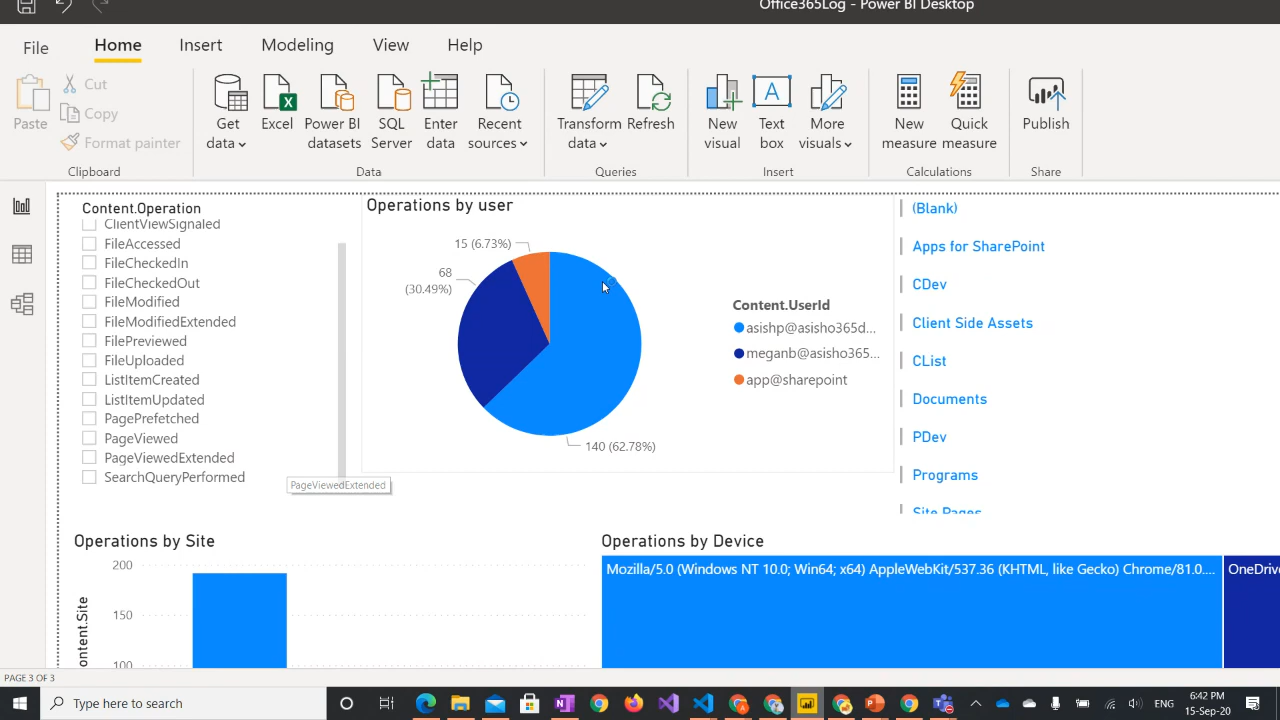 Office365Log - Power BI Desktop
File Home Insert Modeling View Help
Paste
Cut
Copy
Format painter
Clipboard
Get data
Excel
Power BI datasets
SQL Server
Enter data
Recent sources
Data
Transform data
Refresh
Queries
New visual
Text box
More visuals
Insert
New measure
Quick measure
Calculations
Publish
Share
Content.Operation
ClientViewSignaled
FileAccessed
FileCheckedIn
FileCheckedOut
FileModified
FileModifiedExtended
FilePreviewed
FileUploaded
ListItemCreated
ListItemUpdated
PagePrefetched
PageViewed
PageViewedExtended
SearchQueryPerformed
PageViewedExtended
Operations by user
15 (6.73%)
68
(30.49%)
140 (62.78%)
Content.UserId
asishp@asisho365d...
meganb@asisho365...
app@sharepoint
(Blank)
Apps for SharePoint
CDev
Client Side Assets
CList
Documents
PDev
Programs
Site Pages
Operations by Site
200
150
100
ontent.Site
Operations by Device
Mozilla/5.0 (Windows NT 10.0; Win64; x64) AppleWebKit/537.36 (KHTML, like Gecko) Chrome/81.0....
OneDrive
PAGE 3 OF 3
Type here to search
ENG
6:42 PM
15-Sep-20